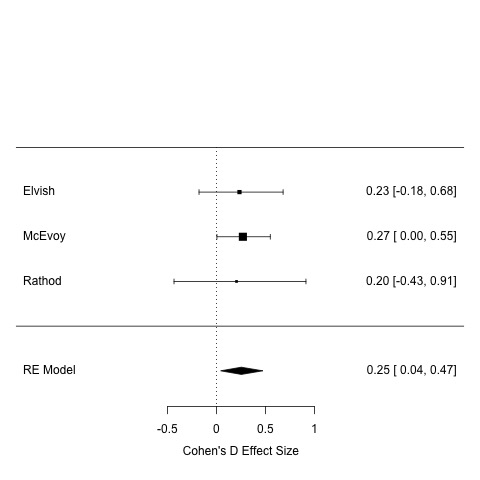 Elvish 0.23 [-0.18, 0.68]
McEvoy 0.27 [ 0.00, 0.55]
Rathod 0.20 [-0.43, 0.91]
RE Model 0.25 [ 0.04, 0.47]
-0.5 0 0.5 1
Cohen's D Effect Size